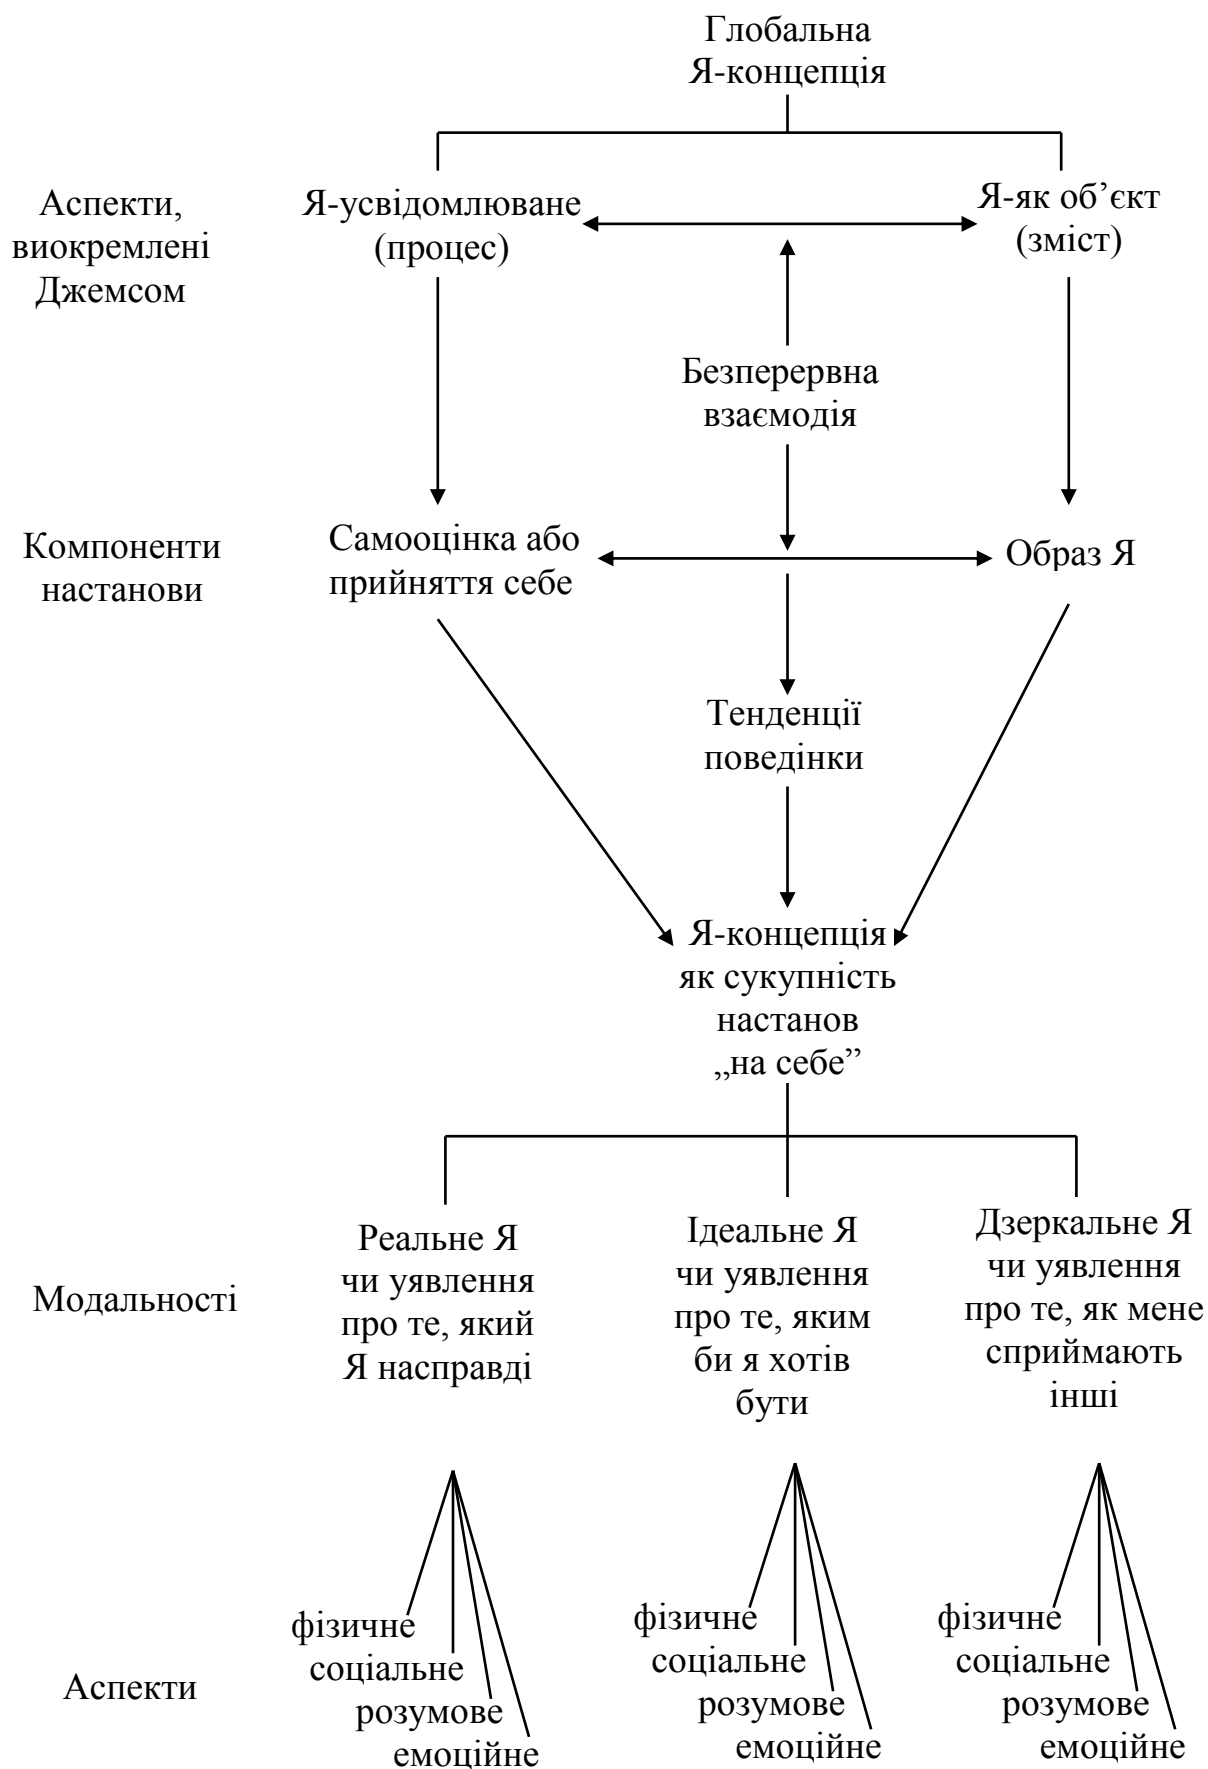 Глобальна
Я-концепція
Аспекти,
виокремлені
Джемсом
Я-усвідомлюване
(процес)
Я-як об’єкт
(зміст)
Безперервна
взаємодія
Компоненти
настанови
Самооцінка або
прийняття себе
Образ Я
Тенденції
поведінки
Я-концепція
як сукупність
настанов
„на себе”
Модальності
Реальне Я
чи уявлення
про те, який
Я насправді
Ідеальне Я
чи уявлення
про те, яким
би я хотів
бути
Дзеркальне Я
чи уявлення
про те, як мене
сприймають
інші
Аспекти
фізичне
соціальне
розумове
емоційне
фізичне
соціальне
розумове
емоційне
фізичне
соціальне
розумове
емоційне